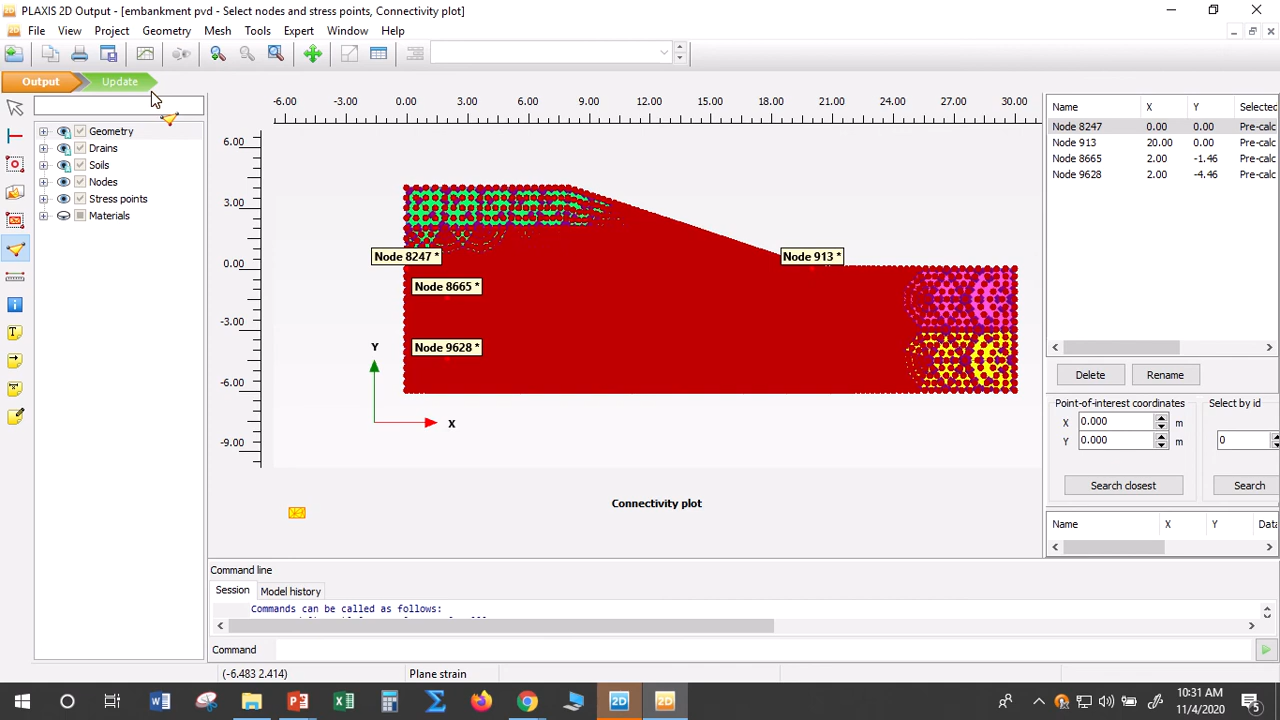 PLAXIS 2D Output - [embankment pvd - Select nodes and stress points, Connectivity plot]
File View Project Geometry Mesh Tools Expert Window Help
Output Update
Geometry
Drains
Soils
Nodes
Stress points
Materials
-6.00 -3.00 0.00 3.00 6.00 9.00 12.00 15.00 18.00 21.00 24.00 27.00 30.00
6.00
3.00
0.00
-3.00
-6.00
-9.00
Node 8247 *
Node 913 *
Node 8665 *
Node 9628 *
Y
X
Connectivity plot
Name X Y Selected
Node 8247 0.00 0.00 Pre-calc
Node 913 20.00 0.00 Pre-calc
Node 8665 2.00 -1.46 Pre-calc
Node 9628 2.00 -4.46 Pre-calc
Delete Rename
Point-of-interest coordinates Select by id
X 0.000 m
Y 0.000 m
0
Search closest Search
Name X Y Data
Command line
Session Model history
Commands can be called as follows:
Command
(-6.483 2.414) Plane strain
10:31 AM
11/4/2020
5